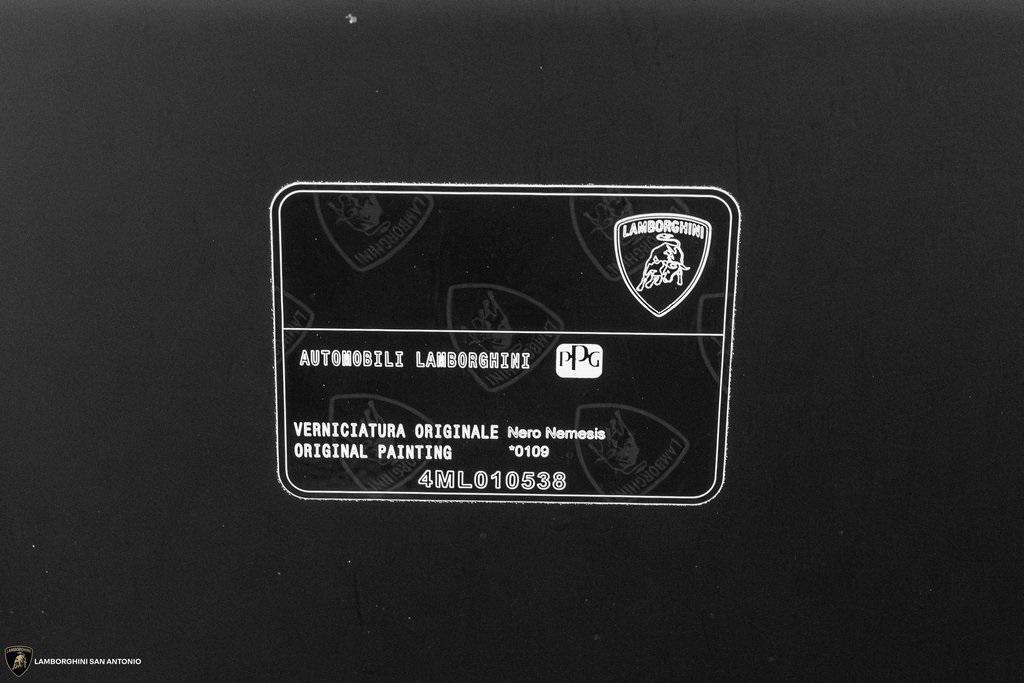 LAMBORGHINI
AUTOMOBILI LAMBORGHINI PPG
VERNICIATURA ORIGINALE Nero Nemesis
ORIGINAL PAINTING *0109
4ML010538
LAMBORGHINI SAN ANTONIO